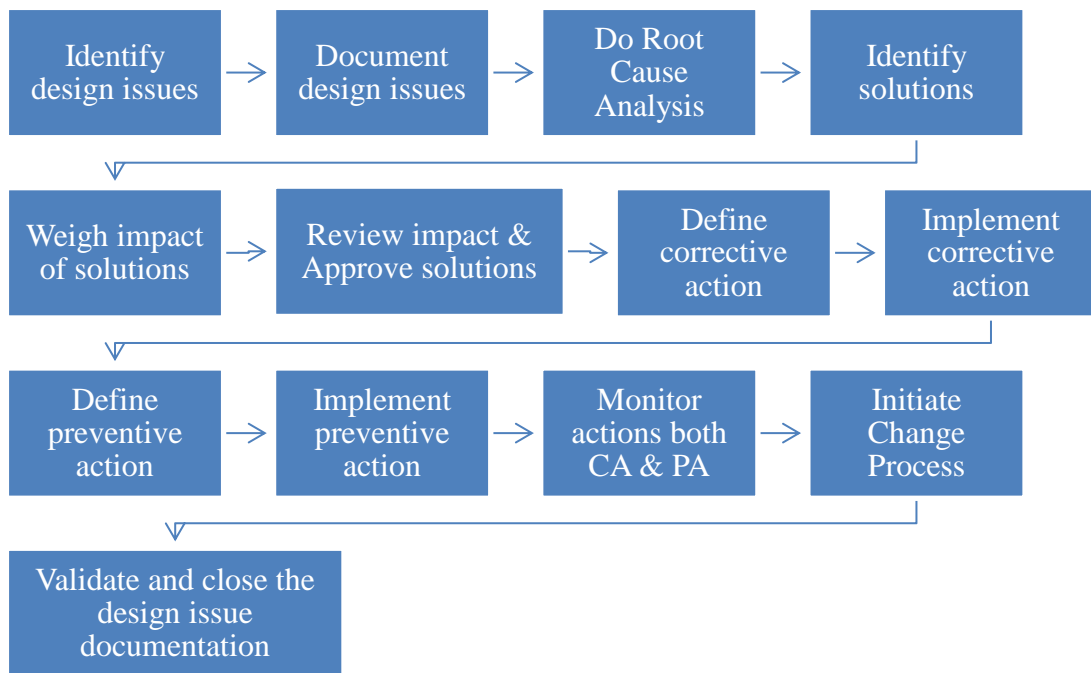 Identify
design issues
Document
design issues
Do Root
Cause
Analysis
Identify
solutions
Weigh impact
of solutions
Review impact &
Approve solutions
Define
corrective
action
Implement
corrective
action
Define
preventive
action
Implement
preventive
action
Monitor
actions both
CA & PA
Initiate
Change
Process
Validate and close the
design issue
documentation